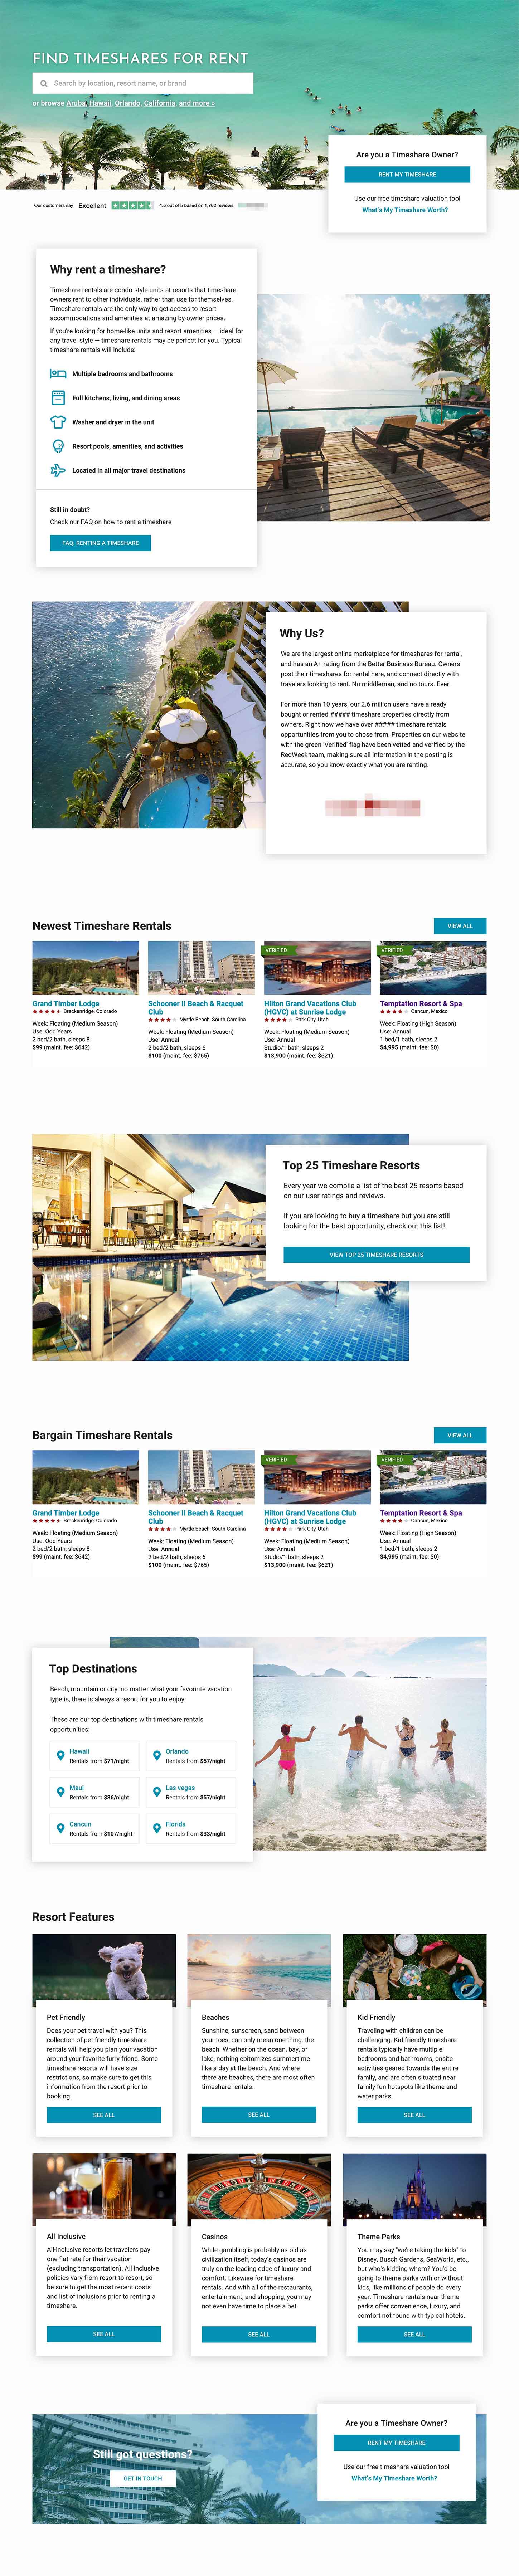 FIND TIMESHARES FOR RENT
Search by location, resort name, or brand
or browse Aruba, Hawaii, Orlando, California, and more >
Are you a Timeshare Owner?
RENT MY TIMESHARE
Use our free timeshare valuation tool
What's My Timeshare Worth?
Our customers say Excellent 4.5 out of 5 based on 1,782 reviews
Why rent a timeshare?
Timeshare rentals are condo-style units at resorts that timeshare
owners rent to other individuals, rather than use for themselves.
Timeshare rentals are the only way to get access to resort
accommodations and amenities at amazing by-owner prices.
If you're looking for home-like units and resort amenities — ideal for
any travel style — timeshare rentals may be perfect for you. Typical
timeshare rentals will include:
Multiple bedrooms and bathrooms
Full kitchens, living, and dining areas
Washer and dryer in the unit
Resort pools, amenities, and activities
Located in all major travel destinations
Still in doubt?
Check our FAQ on how to rent a timeshare
FAQ: RENTING A TIMESHARE
Why Us?
We are the largest online marketplace for timeshares for rental,
and has an A+ rating from the Better Business Bureau. Owners
post their timeshares for rental here, and connect directly with
travelers looking to rent. No middleman, and no tours. Ever.
For more than 10 years, our 2.6 million users have already
bought or rented ##### timeshare properties directly from
owners. Right now we have over ##### timeshare rentals
opportunities from you to chose from. Properties on our website
with the green 'Verified' flag have been vetted and verified by the
RedWeek team, making sure all information in the posting is
accurate, so you know exactly what you are renting.
Newest Timeshare Rentals
VIEW ALL
Grand Timber Lodge
Breckenridge, Colorado
Week: Floating (Medium Season)
Use: Odd Years
2 bed/2 bath, sleeps 8
$99 (maint. fee: $642)
Schooner II Beach & Racquet
Club
Myrtle Beach, South Carolina
Week: Floating (Medium Season)
Use: Annual
2 bed/2 bath, sleeps 6
$100 (maint. fee: $765)
VERIFIED
Hilton Grand Vacations Club
(HGVC) at Sunrise Lodge
Park City, Utah
Week: Floating (Medium Season)
Use: Annual
Studio/1 bath, sleeps 2
$13,900 (maint. fee: $621)
VERIFIED
Temptation Resort & Spa
Cancun, Mexico
Week: Floating (High Season)
Use: Annual
1 bed/1 bath, sleeps 2
$4,995 (maint. fee: $0)
Top 25 Timeshare Resorts
Every year we compile a list of the best 25 resorts based
on our user ratings and reviews.
If you are looking to buy a timeshare but you are still
looking for the best opportunity, check out this list!
VIEW TOP 25 TIMESHARE RESORTS
Bargain Timeshare Rentals
VIEW ALL
Grand Timber Lodge
Breckenridge, Colorado
Week: Floating (Medium Season)
Use: Odd Years
2 bed/2 bath, sleeps 8
$99 (maint. fee: $642)
Schooner II Beach & Racquet
Club
Myrtle Beach, South Carolina
Week: Floating (Medium Season)
Use: Annual
2 bed/2 bath, sleeps 6
$100 (maint. fee: $765)
VERIFIED
Hilton Grand Vacations Club
(HGVC) at Sunrise Lodge
Park City, Utah
Week: Floating (Medium Season)
Use: Annual
Studio/1 bath, sleeps 2
$13,900 (maint. fee: $621)
VERIFIED
Temptation Resort & Spa
Cancun, Mexico
Week: Floating (High Season)
Use: Annual
1 bed/1 bath, sleeps 2
$4,995 (maint. fee: $0)
Top Destinations
Beach, mountain or city: no matter what your favourite vacation
type is, there is always a resort for you to enjoy.
These are our top destinations with timeshare rentals
opportunities:
Hawaii
Rentals from $71/night
Orlando
Rentals from $57/night
Maui
Rentals from $86/night
Las vegas
Rentals from $57/night
Cancun
Rentals from $107/night
Florida
Rentals from $33/night
Resort Features
Pet Friendly
Does your pet travel with you? This
collection of pet friendly timeshare
rentals will help you plan your vacation
around your favorite furry friend. Some
timeshare resorts will have size
restrictions, so make sure to get this
information from the resort prior to
booking.
SEE ALL
Beaches
Sunshine, sunscreen, sand between
your toes, can only mean one thing: the
beach! Whether on the ocean, bay, or
lake, nothing epitomizes summertime
like a day at the beach. And where
there are beaches, there are most often
timeshare rentals.
SEE ALL
Kid Friendly
Traveling with children can be
challenging. Kid friendly timeshare
rentals typically have multiple
bedrooms and bathrooms, onsite
activities geared towards the entire
family, and are often situated near
family fun hotspots like theme and
water parks.
SEE ALL
All Inclusive
All-inclusive resorts let travelers pay
one flat rate for their vacation
(excluding transportation). All inclusive
policies vary from resort to resort, so
be sure to get the most recent costs
and list of inclusions prior to renting a
timeshare.
SEE ALL
Casinos
While gambling is probably as old as
civilization itself, today's casinos are
truly on the leading edge of luxury and
comfort. Likewise for timeshare
rentals. And with all of the restaurants,
entertainment, and shopping, you may
not even have time to place a bet.
SEE ALL
Theme Parks
You may say "we're taking the kids" to
Disney, Busch Gardens, SeaWorld, etc.,
but who's kidding whom? You'd be
going to theme parks with or without
kids, like millions of people do every
year. Timeshare rentals near theme
parks offer convenience, luxury, and
comfort not found with typical hotels.
SEE ALL
Still got questions?
GET IN TOUCH
Are you a Timeshare Owner?
RENT MY TIMESHARE
Use our free timeshare valuation tool
What's My Timeshare Worth?